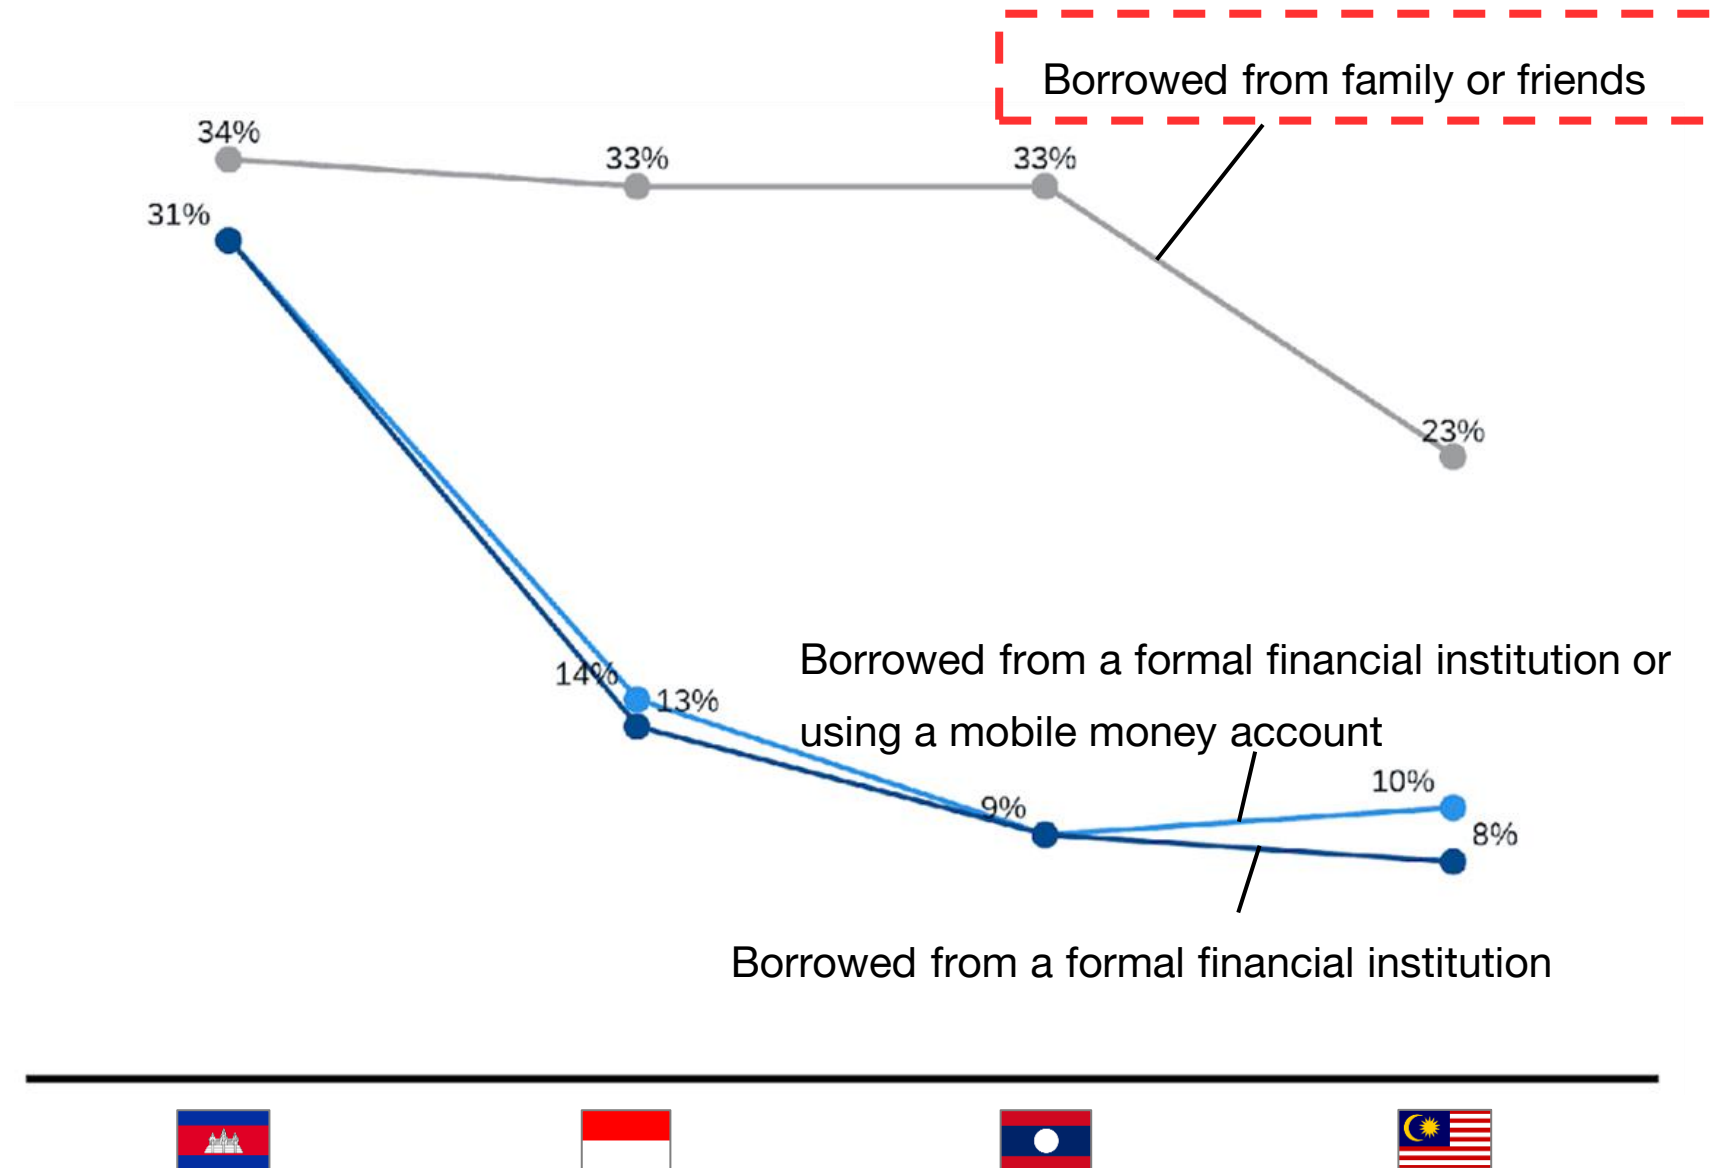 Borrowed from family or friends
34%
33%
33%
31%
23%
Borrowed from a formal financial institution or
14%
13%
using a mobile money account
10%
9%
8%
Borrowed from a formal financial institution